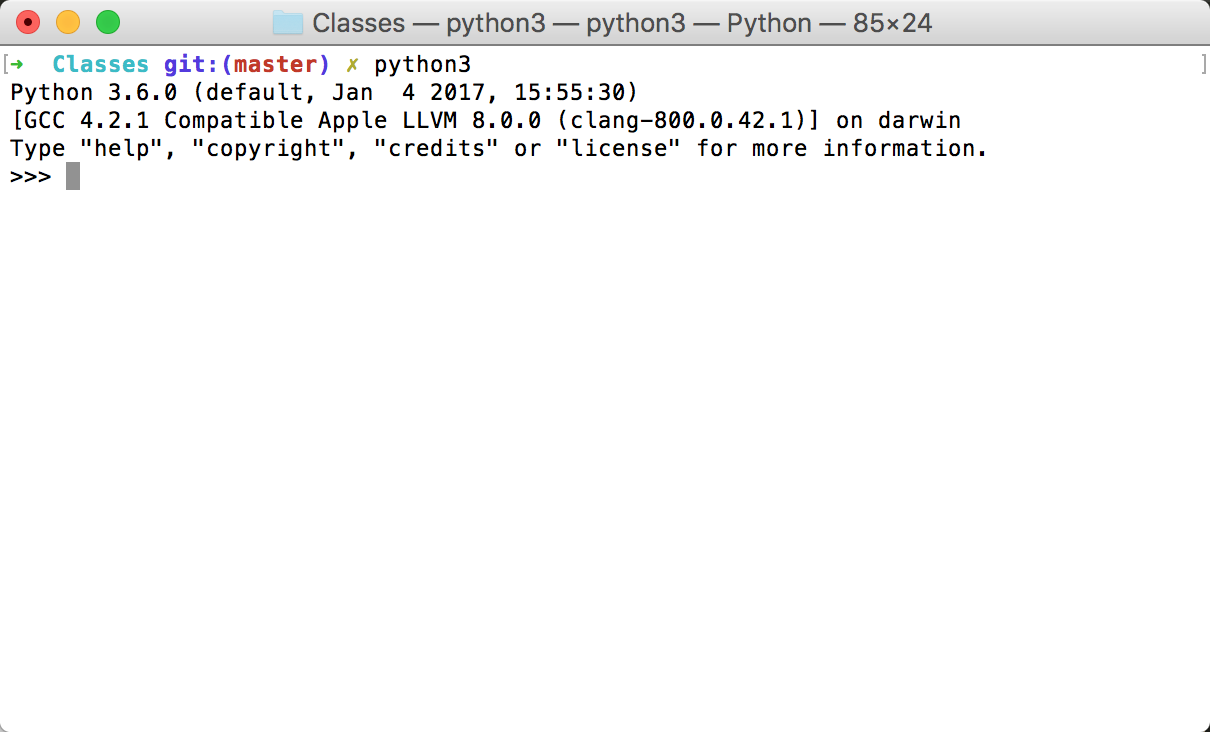 Classes — python3 — python3 — Python — 85×24
[➜  Classes git:(master) ✗ python3 ]
Python 3.6.0 (default, Jan  4 2017, 15:55:30)
[GCC 4.2.1 Compatible Apple LLVM 8.0.0 (clang-800.0.42.1)] on darwin
Type "help", "copyright", "credits" or "license" for more information.
>>>